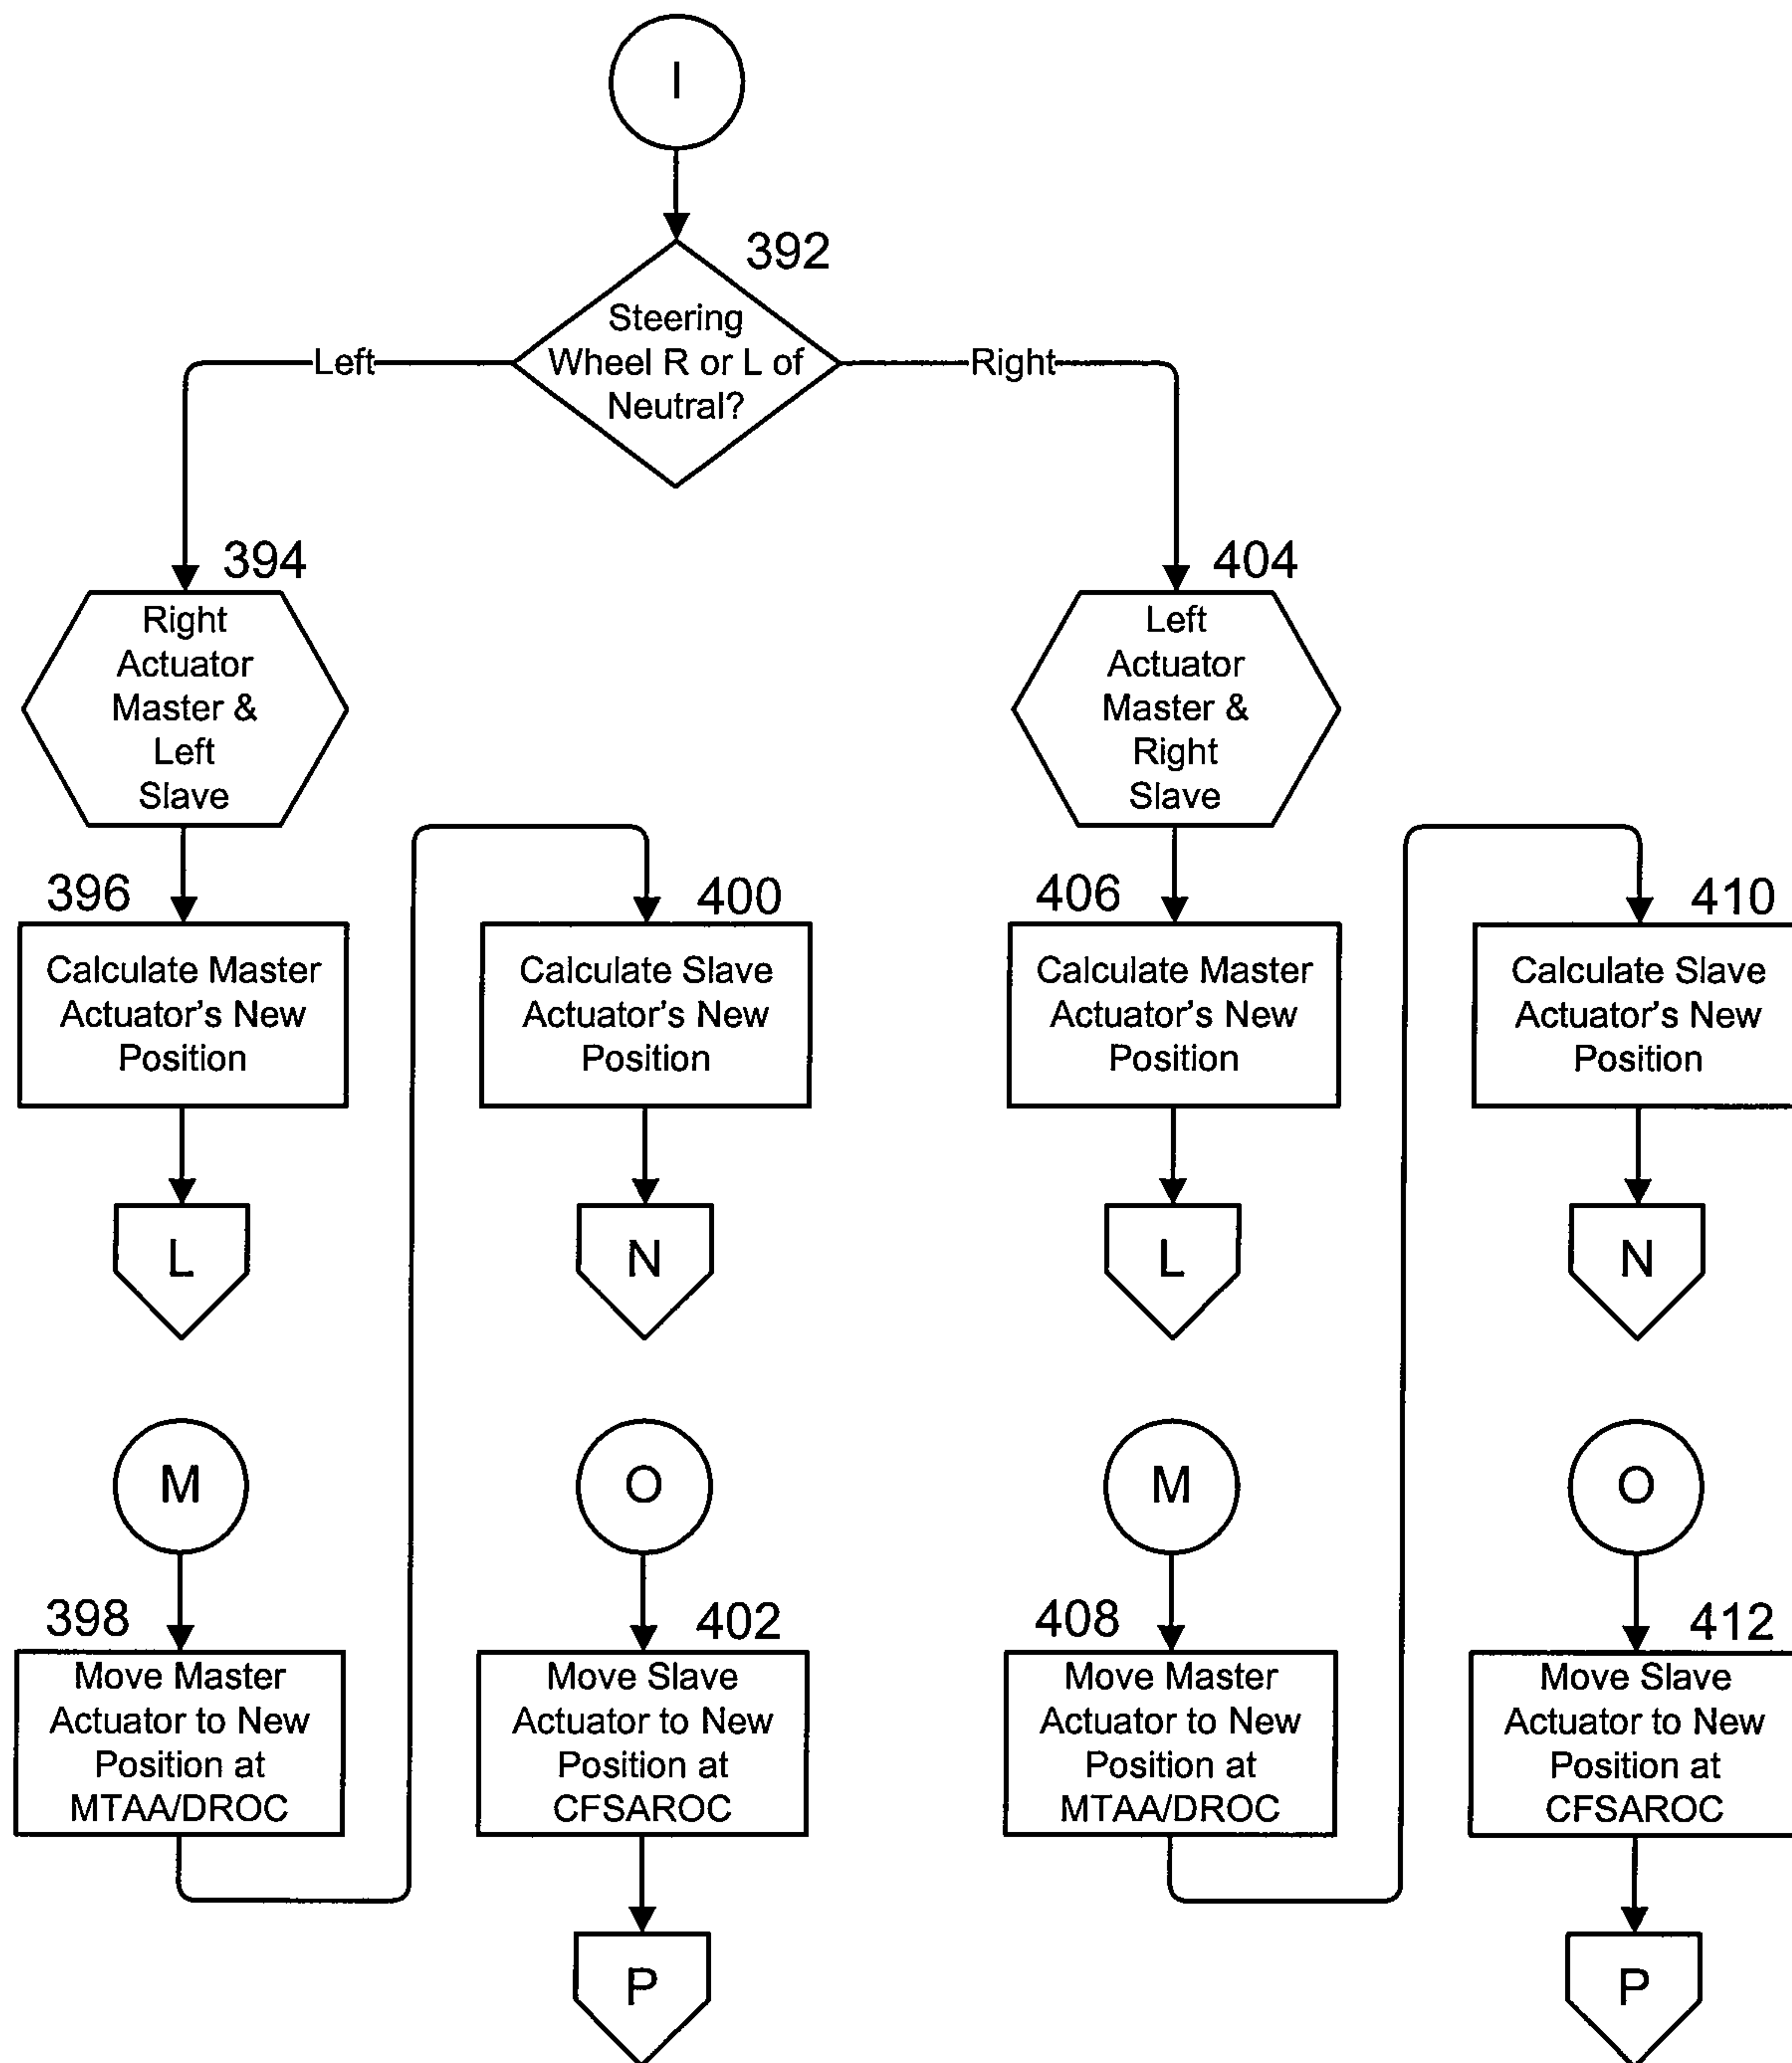 I
392
Steering
Wheel R or L of
Neutral?
Left
Right
394
Right
Actuator
Master &
Left
Slave
404
Left
Actuator
Master &
Right
Slave
396
Calculate Master
Actuator's New
Position
400
Calculate Slave
Actuator's New
Position
406
Calculate Master
Actuator's New
Position
410
Calculate Slave
Actuator's New
Position
L
N
L
N
M
O
M
O
398
Move Master
Actuator to New
Position at
MTAA/DROC
402
Move Slave
Actuator to New
Position at
CFSAROC
408
Move Master
Actuator to New
Position at
MTAA/DROC
412
Move Slave
Actuator to New
Position at
CFSAROC
P
P